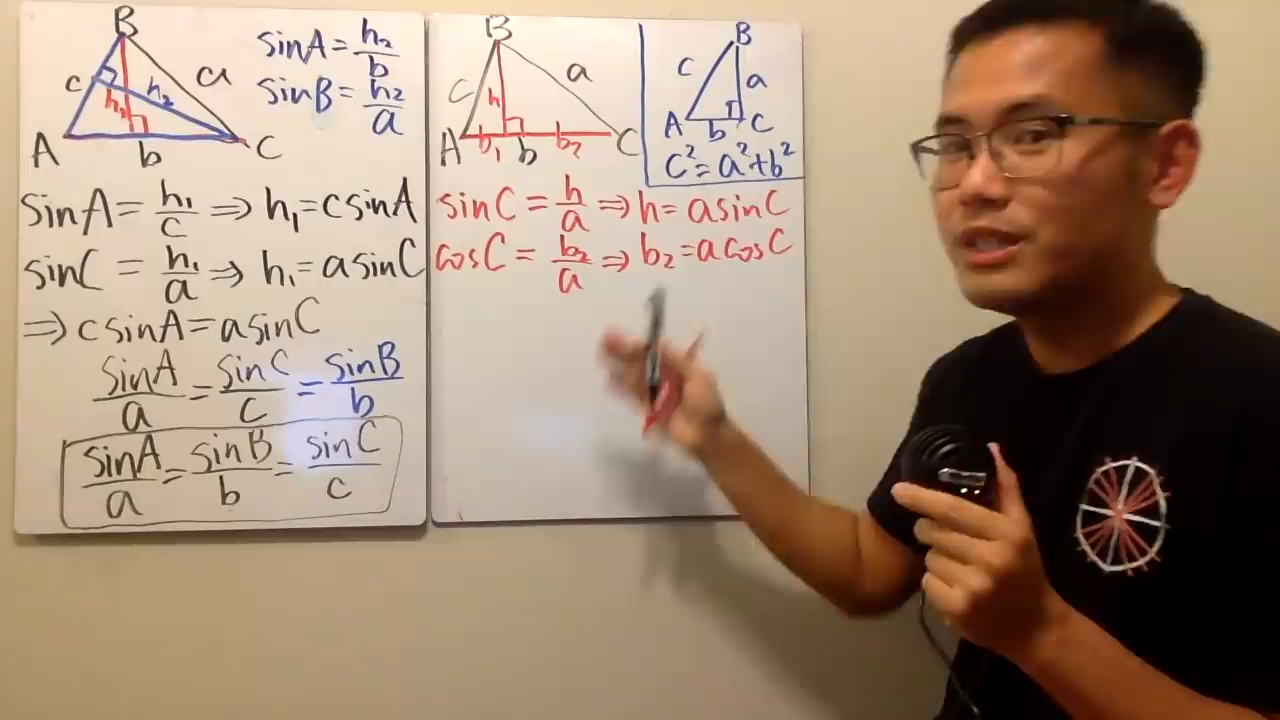 B
c
a
h₁
h₂
A
b
C
sinA = h₂/b
sinB = h₂/a
sinA = h₁/c ⇒ h₁ = c sinA
sinC = h₁/a ⇒ h₁ = a sinC
⇒ c sinA = a sinC
sinA/a = sinC/c = sinB/b
sinA/a = sinB/b = sinC/c
B
c
a
h
A
b₁
b
b₂
C
B
c
a
A
b
C
c² = a² + b²
sinC = h/a ⇒ h = a sinC
cosC = b₂/a ⇒ b₂ = a cosC